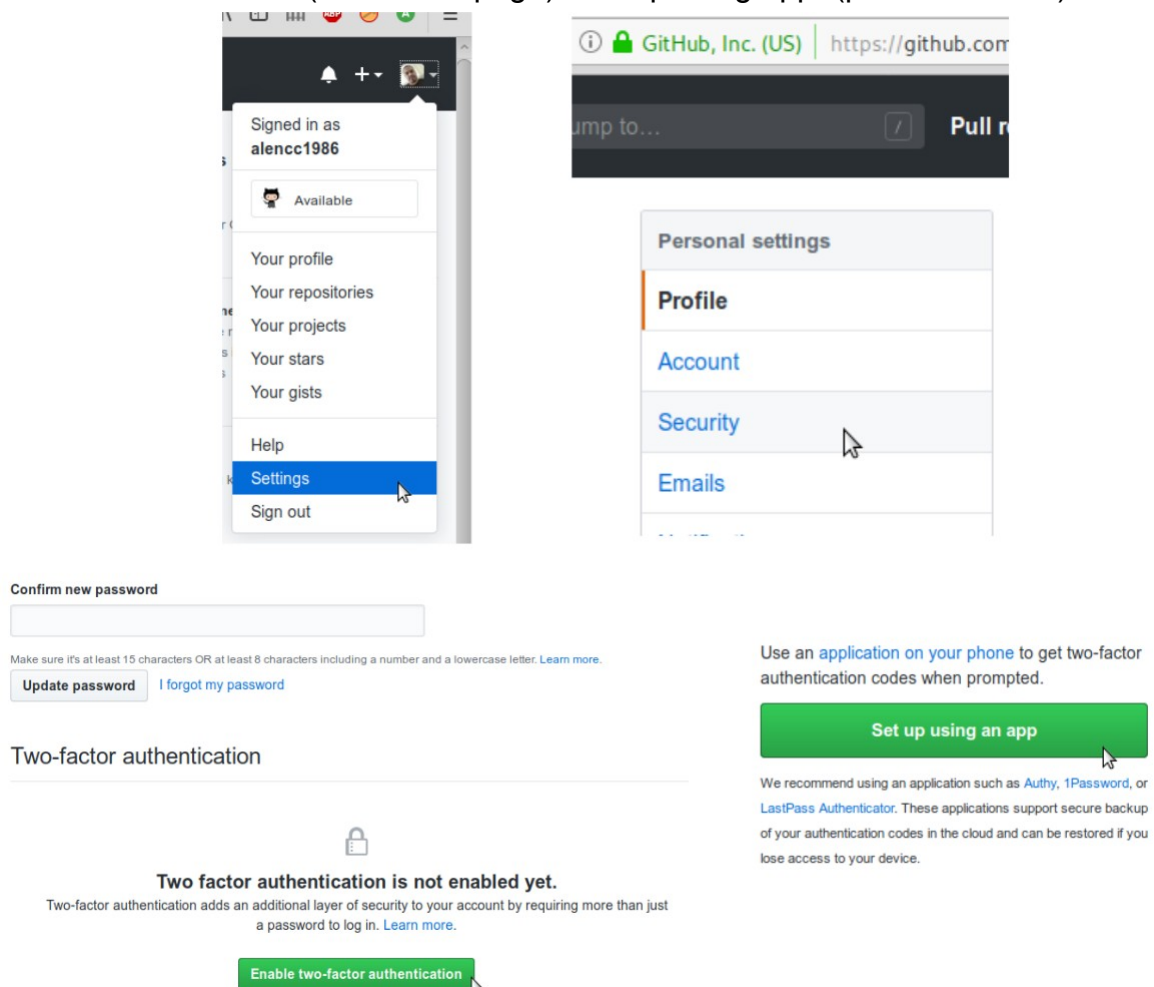 GitHub, Inc. (US) https://github.com
Signed in as
alencc1986
Available
Your profile
Your repositories
Your projects
Your stars
Your gists
Help
Settings
Sign out
ump to...
/
Pull r
Personal settings
Profile
Account
Security
Emails
Confirm new password
Make sure it's at least 15 characters OR at least 8 characters including a number and a lowercase letter. Learn more.
Update password I forgot my password
Two-factor authentication
Two factor authentication is not enabled yet.
Two-factor authentication adds an additional layer of security to your account by requiring more than just
a password to log in. Learn more.
Enable two-factor authentication
Use an application on your phone to get two-factor
authentication codes when prompted.
Set up using an app
We recommend using an application such as Authy, 1Password, or
LastPass Authenticator. These applications support secure backup
of your authentication codes in the cloud and can be restored if you
lose access to your device.